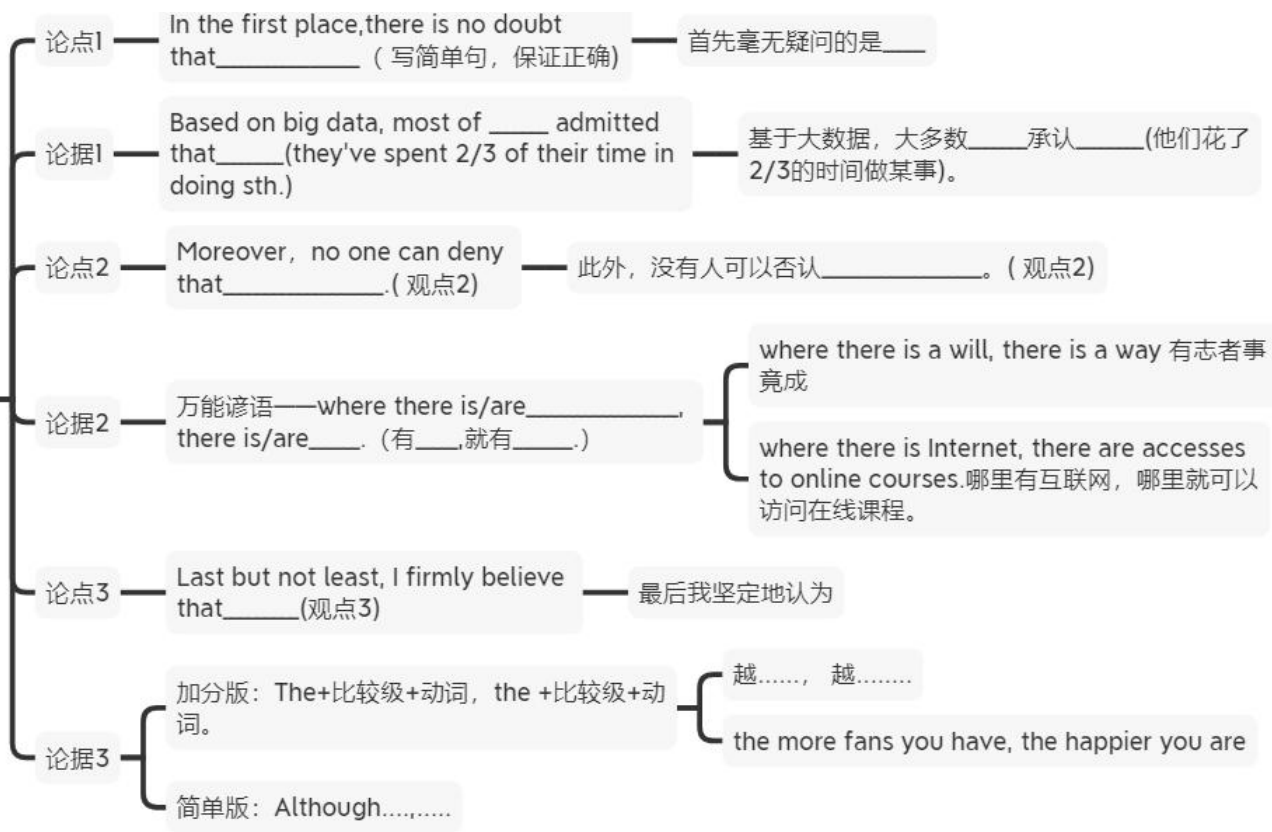 论点1
In the first place,there is no doubt
that____________ ( 写简单句，保证正确)
首先毫无疑问的是___
论据1
Based on big data, most of _____ admitted
that_____(they've spent 2/3 of their time in
doing sth.)
基于大数据，大多数_____承认_____(他们花了
2/3的时间做某事)。
论点2
Moreover，no one can deny
that_____________.( 观点2)
此外，没有人可以否认_____________。( 观点2)
论据2
万能谚语——where there is/are____________,
there is/are____.（有____,就有_____.）
where there is a will, there is a way 有志者事
竟成
where there is Internet, there are accesses
to online courses.哪里有互联网，哪里就可以
访问在线课程。
论点3
Last but not least, I firmly believe
that______(观点3)
最后我坚定地认为
论据3
加分版：The+比较级+动词，the +比较级+动
词。
越......， 越........
the more fans you have, the happier you are
简单版：Although....,.....